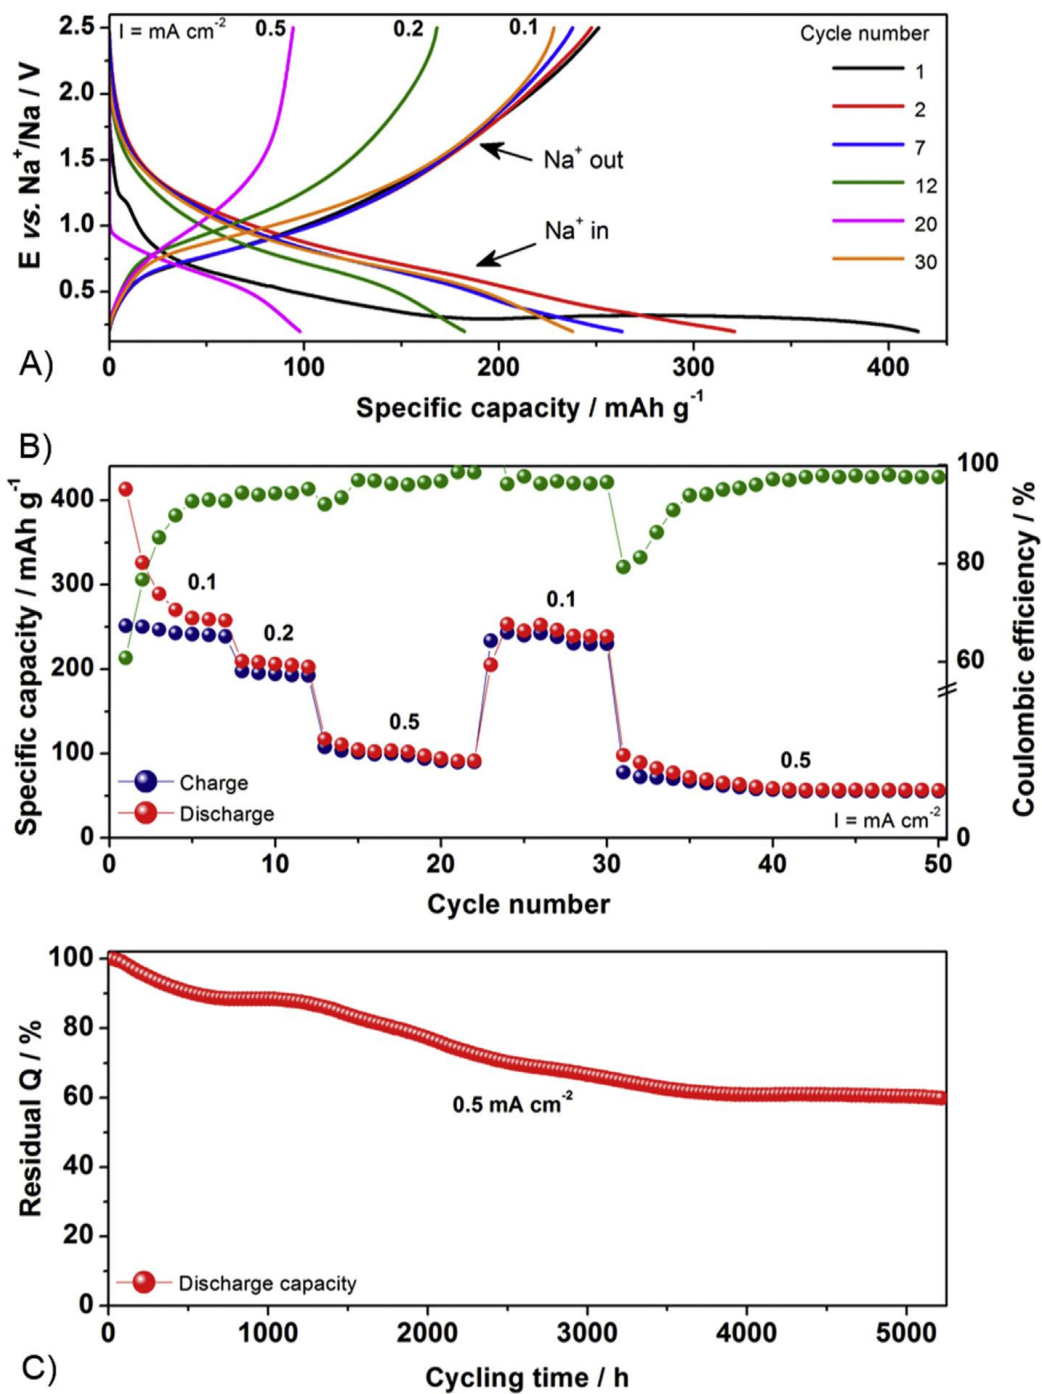 I = mA cm-2 0.5 0.2 0.1 Cycle number
1
2
7
12
20
30
2.5
2.0
1.5
1.0
0.5
E vs. Na+/Na / V
Na+ out
Na+ in
0 100 200 300 400
A)
Specific capacity / mAh g-1
B)
400
300
200
100
0
Specific capacity / mAh g-1
100
80
60
0
Coulombic efficiency / %
0.1
0.2
0.5
0.1
0.5
Charge
Discharge
I = mA cm-2
0 10 20 30 40 50
Cycle number
100
80
60
40
20
0
Residual Q / %
0.5 mA cm-2
Discharge capacity
0 1000 2000 3000 4000 5000
C)
Cycling time / h